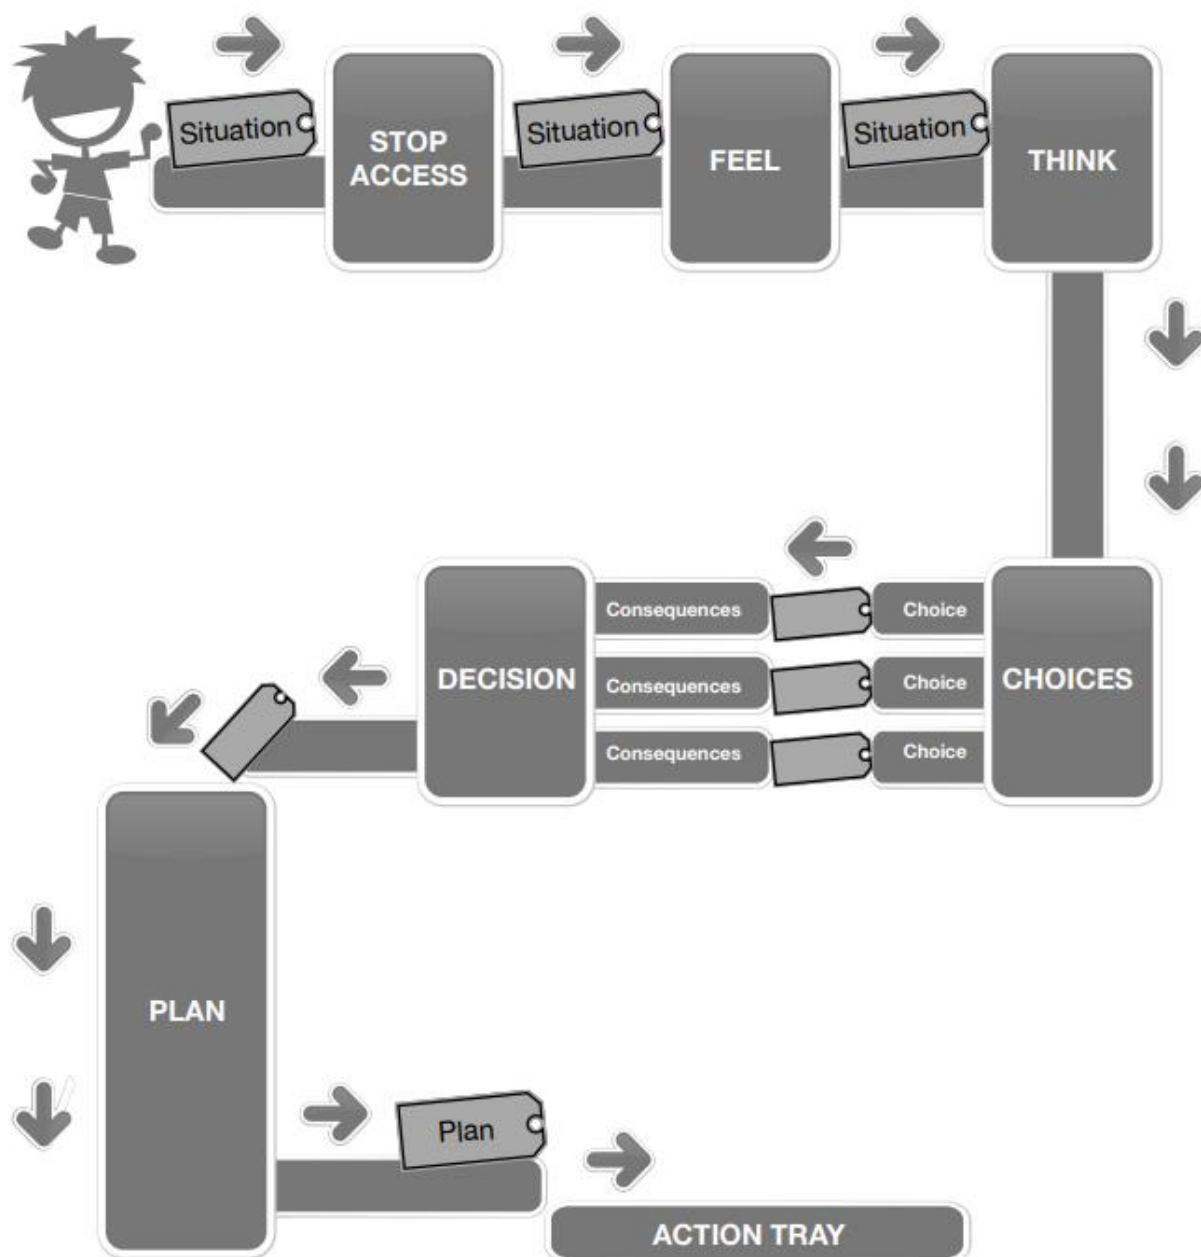 Situation
STOP
ACCESS
Situation
FEEL
Situation
THINK
CHOICES
Choice
Consequences
Choice
Consequences
Choice
Consequences
DECISION
PLAN
Plan
ACTION TRAY